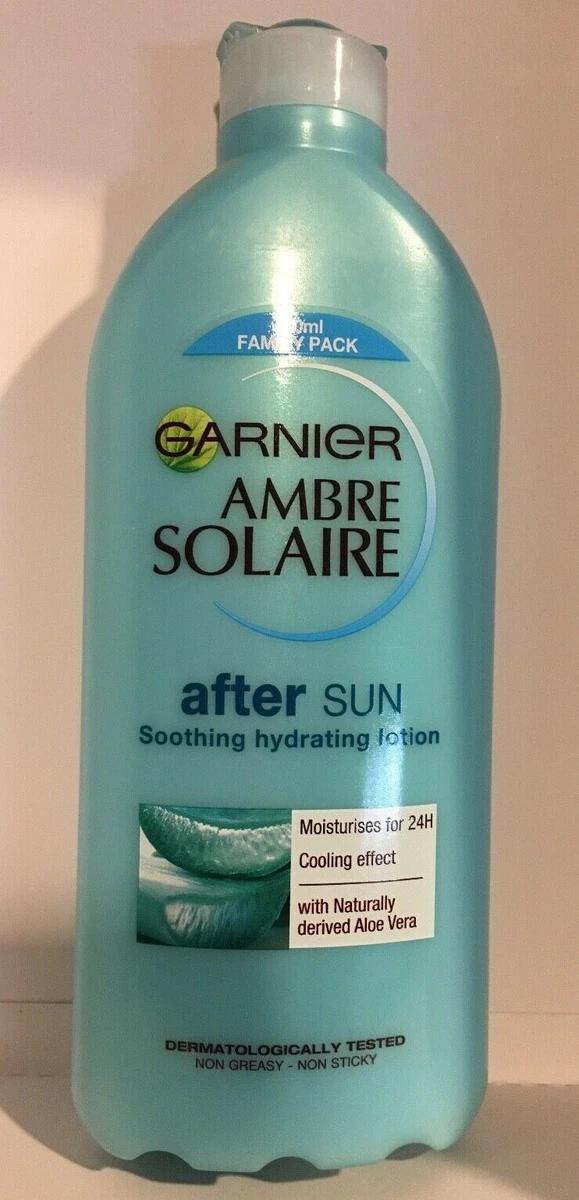 FAMILY PACK
GARNIER
AMBRE
SOLAIRE
after SUN
Soothing hydrating lotion
Moisturises for 24H
Cooling effect
with Naturally
derived Aloe Vera
DERMATOLOGICALLY TESTED
NON GREASY - NON STICKY